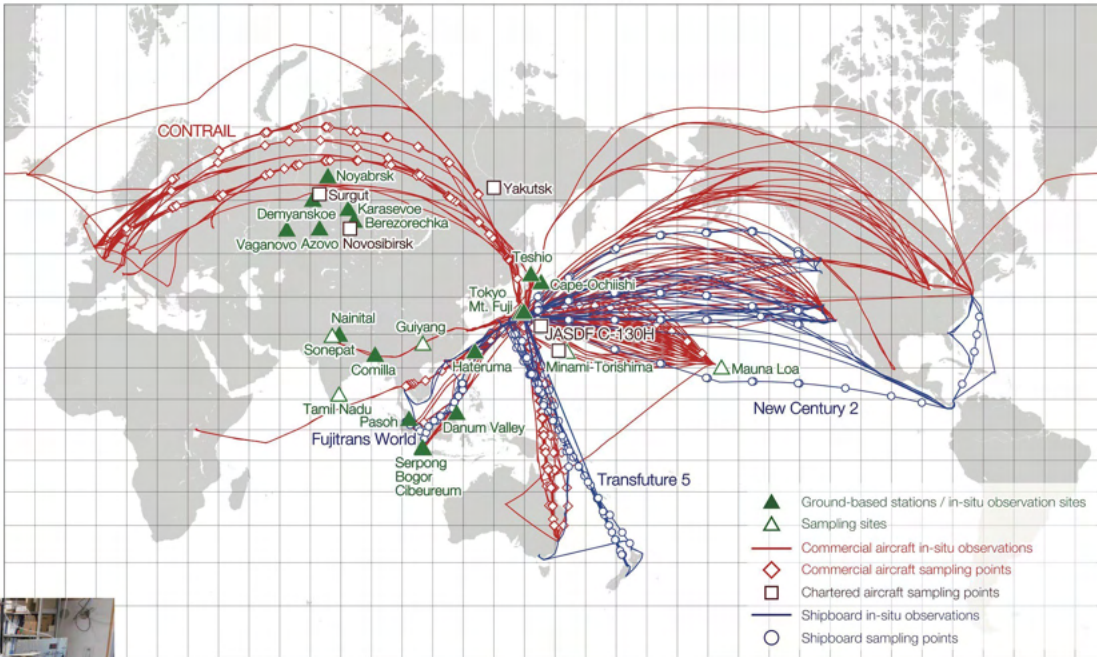 CONTRAIL
Noyabrsk
Surgut
Yakutsk
Demyanskoe
Karasevoe
Berezorechka
Vaganovo
Azovo
Novosibirsk
Teshio
Cape-Ochiishi
Tokyo
Mt. Fuji
Nainital
Guiyang
JASDF C-130H
Sonepat
Comilla
Hateruma
Minami-Torishima
Mauna Loa
Tamil-Nadu
New Century 2
Pasoh
Danum Valley
Fujitrans World
Serpong
Bogor
Cibeureum
Transfuture 5
Ground-based stations / in-situ observation sites
Sampling sites
Commercial aircraft in-situ observations
Commercial aircraft sampling points
Chartered aircraft sampling points
Shipboard in-situ observations
Shipboard sampling points